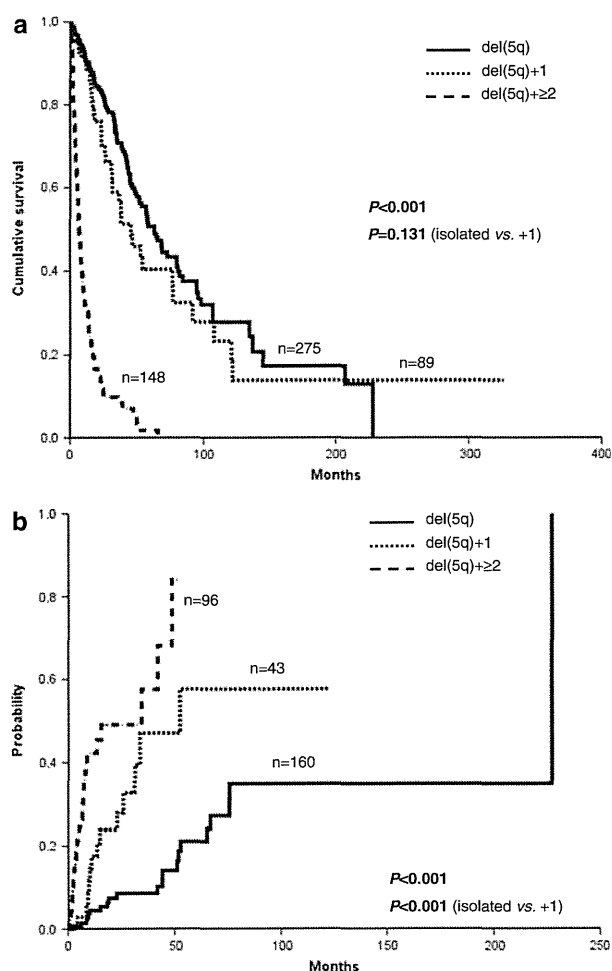 a
1.0
0.8
0.6
0.4
0.2
0.0
Cumulative survival
del(5q)
del(5q)+1
del(5q)+≥2
P<0.001
P=0.131 (isolated vs. +1)
n=275
n=89
n=148
0
100
200
300
400
Months
b
1.0
0.8
0.6
0.4
0.2
0.0
Probability
del(5q)
del(5q)+1
del(5q)+≥2
n=96
n=43
n=160
P<0.001
P<0.001 (isolated vs. +1)
0
50
100
150
200
250
Months